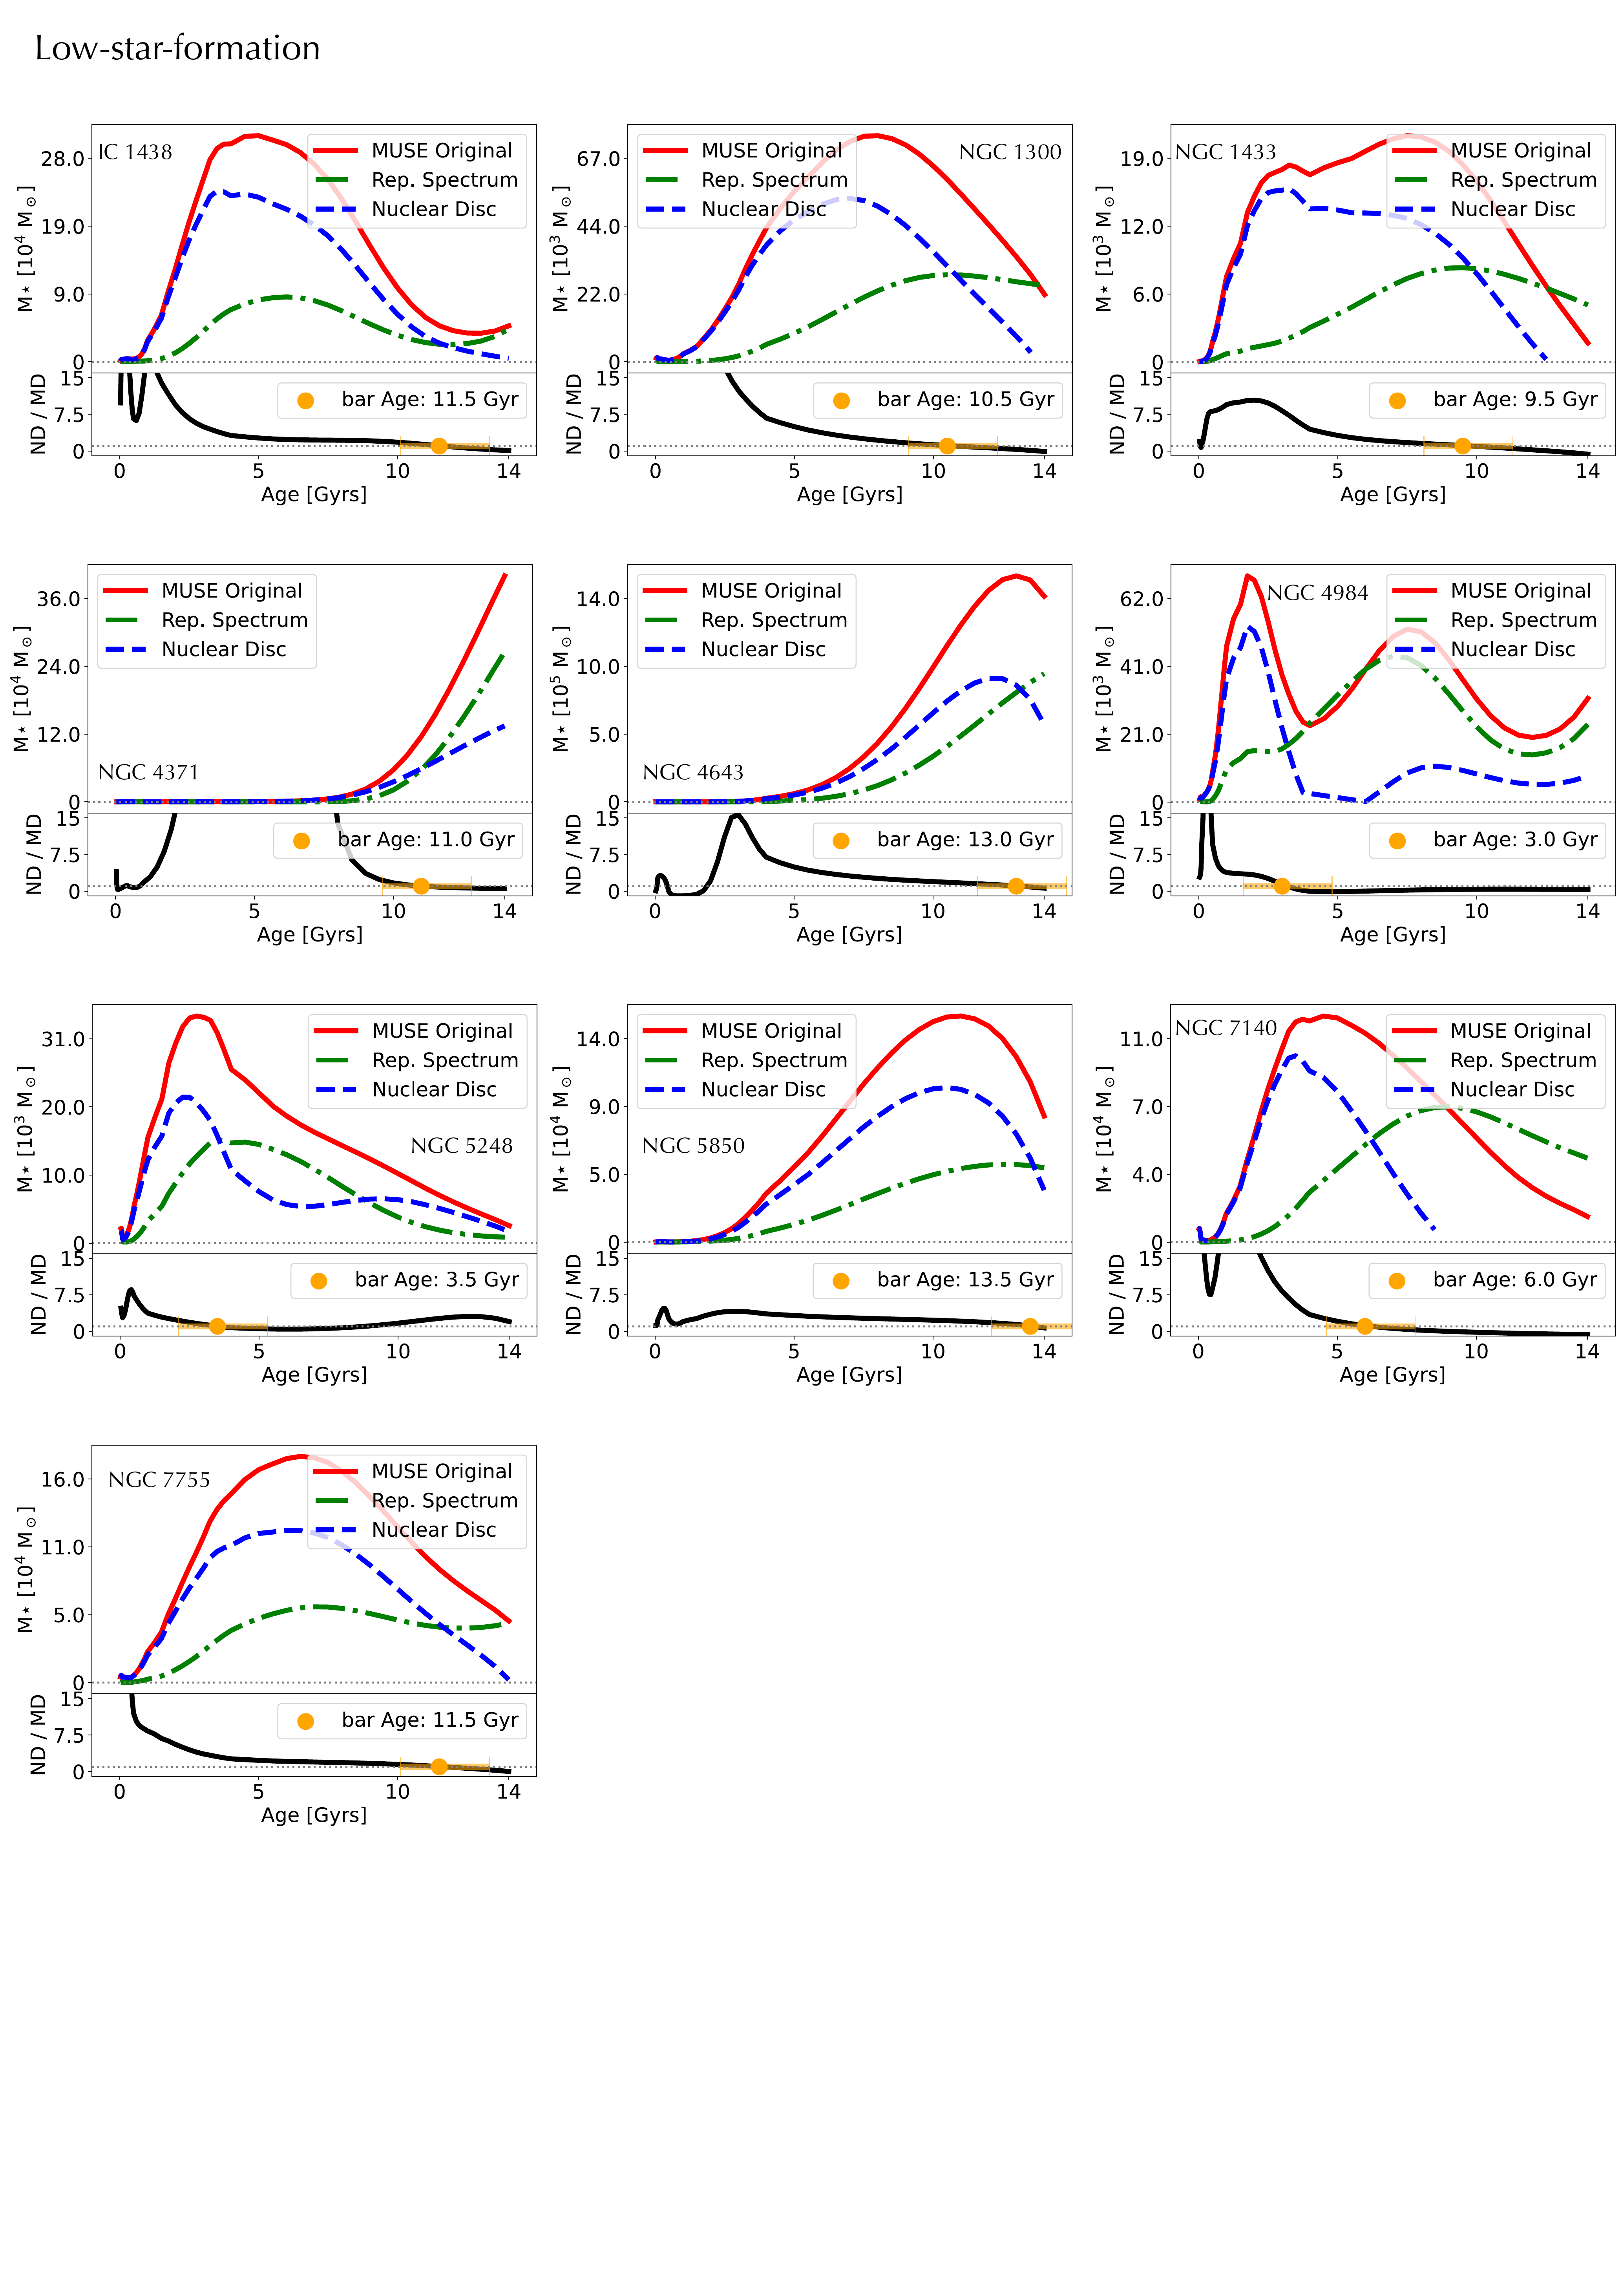 Low-star-formation
IC 1438
MUSE Original
Rep. Spectrum
Nuclear Disc
M⋆ [10⁴ M⊙]
28.0
19.0
9.0
0
ND / MD
15
7.5
0
bar Age: 11.5 Gyr
0 5 10 14
Age [Gyrs]
NGC 1300
MUSE Original
Rep. Spectrum
Nuclear Disc
M⋆ [10³ M⊙]
67.0
44.0
22.0
0
ND / MD
15
7.5
0
bar Age: 10.5 Gyr
0 5 10 14
Age [Gyrs]
NGC 1433
MUSE Original
Rep. Spectrum
Nuclear Disc
M⋆ [10³ M⊙]
19.0
12.0
6.0
0
ND / MD
15
7.5
0
bar Age: 9.5 Gyr
0 5 10 14
Age [Gyrs]
MUSE Original
Rep. Spectrum
Nuclear Disc
NGC 4371
M⋆ [10⁴ M⊙]
36.0
24.0
12.0
0
ND / MD
15
7.5
0
bar Age: 11.0 Gyr
0 5 10 14
Age [Gyrs]
MUSE Original
Rep. Spectrum
Nuclear Disc
NGC 4643
M⋆ [10⁵ M⊙]
14.0
10.0
5.0
0
ND / MD
15
7.5
0
bar Age: 13.0 Gyr
0 5 10 14
Age [Gyrs]
NGC 4984
MUSE Original
Rep. Spectrum
Nuclear Disc
M⋆ [10³ M⊙]
62.0
41.0
21.0
0
ND / MD
15
7.5
0
bar Age: 3.0 Gyr
0 5 10 14
Age [Gyrs]
MUSE Original
Rep. Spectrum
Nuclear Disc
NGC 5248
M⋆ [10³ M⊙]
31.0
20.0
10.0
0
ND / MD
15
7.5
0
bar Age: 3.5 Gyr
0 5 10 14
Age [Gyrs]
MUSE Original
Rep. Spectrum
Nuclear Disc
NGC 5850
M⋆ [10⁴ M⊙]
14.0
9.0
5.0
0
ND / MD
15
7.5
0
bar Age: 13.5 Gyr
0 5 10 14
Age [Gyrs]
NGC 7140
MUSE Original
Rep. Spectrum
Nuclear Disc
M⋆ [10⁴ M⊙]
11.0
7.0
4.0
0
ND / MD
15
7.5
0
bar Age: 6.0 Gyr
0 5 10 14
Age [Gyrs]
NGC 7755
MUSE Original
Rep. Spectrum
Nuclear Disc
M⋆ [10⁴ M⊙]
16.0
11.0
5.0
0
ND / MD
15
7.5
0
bar Age: 11.5 Gyr
0 5 10 14
Age [Gyrs]